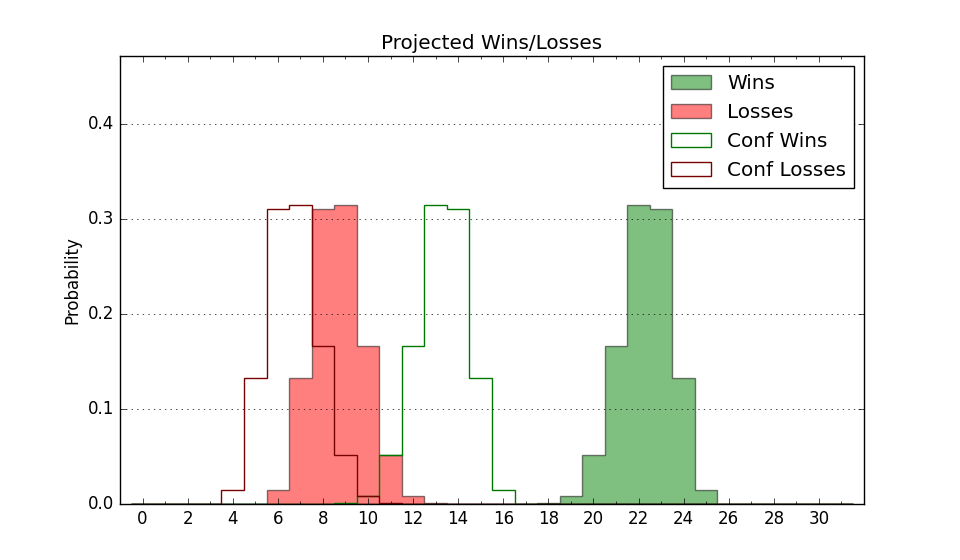 Projected Wins/Losses
Wins
Losses
Conf Wins
Conf Losses
Probability
0.4
0.3
0.2
0.1
0.0
0 2 4 6 8 10 12 14 16 18 20 22 24 26 28 30